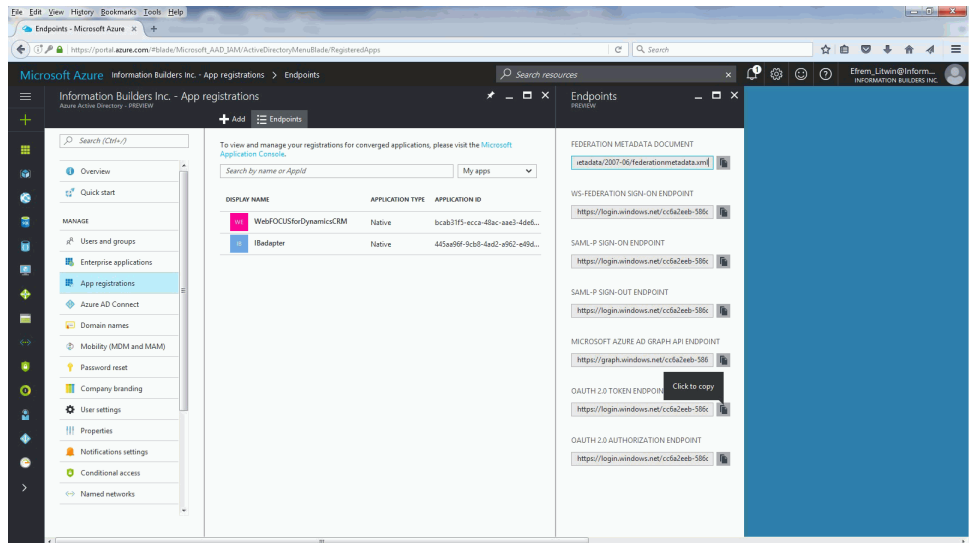 File Edit View History Bookmarks Tools Help
Endpoints - Microsoft Azure × +
https://portal.azure.com/#blade/Microsoft_AAD_IAM/ActiveDirectoryMenuBlade/RegisteredApps
Search
Microsoft Azure Information Builders Inc. - App registrations > Endpoints
Search resources
1
Efrem_Litwin@Inform...
INFORMATION BUILDERS INC.
Information Builders Inc. - App registrations
Azure Active Directory - PREVIEW
Search (Ctrl+/)
Overview
Quick start
MANAGE
Users and groups
Enterprise applications
App registrations
Azure AD Connect
Domain names
Mobility (MDM and MAM)
Password reset
Company branding
User settings
Properties
Notifications settings
Conditional access
Named networks
Add Endpoints
To view and manage your registrations for converged applications, please visit the Microsoft
Application Console.
Search by name or AppId
My apps
DISPLAY NAME APPLICATION TYPE APPLICATION ID
WE WebFOCUSforDynamicsCRM Native bcab31f5-ecca-48ac-aae3-4de6...
IB IBadapter Native 445aa96f-9cb8-4ad2-a962-e49d...
Endpoints
PREVIEW
FEDERATION METADATA DOCUMENT
etadata/2007-06/federationmetadata.xml
WS-FEDERATION SIGN-ON ENDPOINT
https://login.windows.net/cc6a2eeb-586c
SAML-P SIGN-ON ENDPOINT
https://login.windows.net/cc6a2eeb-586c
SAML-P SIGN-OUT ENDPOINT
https://login.windows.net/cc6a2eeb-586c
MICROSOFT AZURE AD GRAPH API ENDPOINT
https://graph.windows.net/cc6a2eeb-586
Click to copy
OAUTH 2.0 TOKEN ENDPOIN
https://login.windows.net/cc6a2eeb-586c
OAUTH 2.0 AUTHORIZATION ENDPOINT
https://login.windows.net/cc6a2eeb-586c